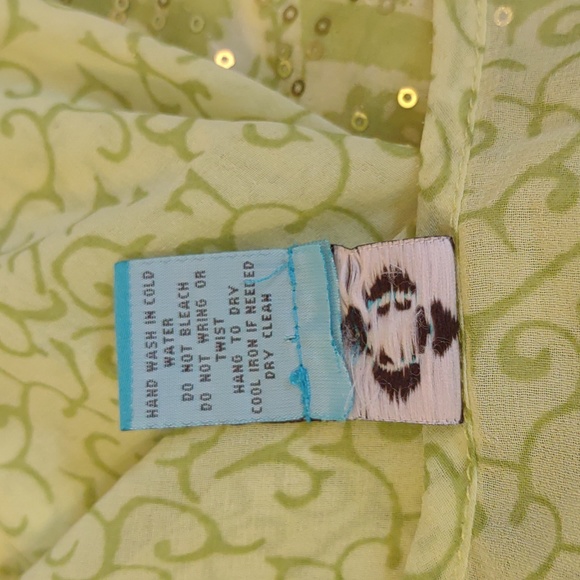 HAND WASH IN COLD
WATER
DO NOT BLEACH
DO NOT WRING OR
TWIST
HANG TO DRY
COOL IRON IF NEEDED
DRY CLEAN